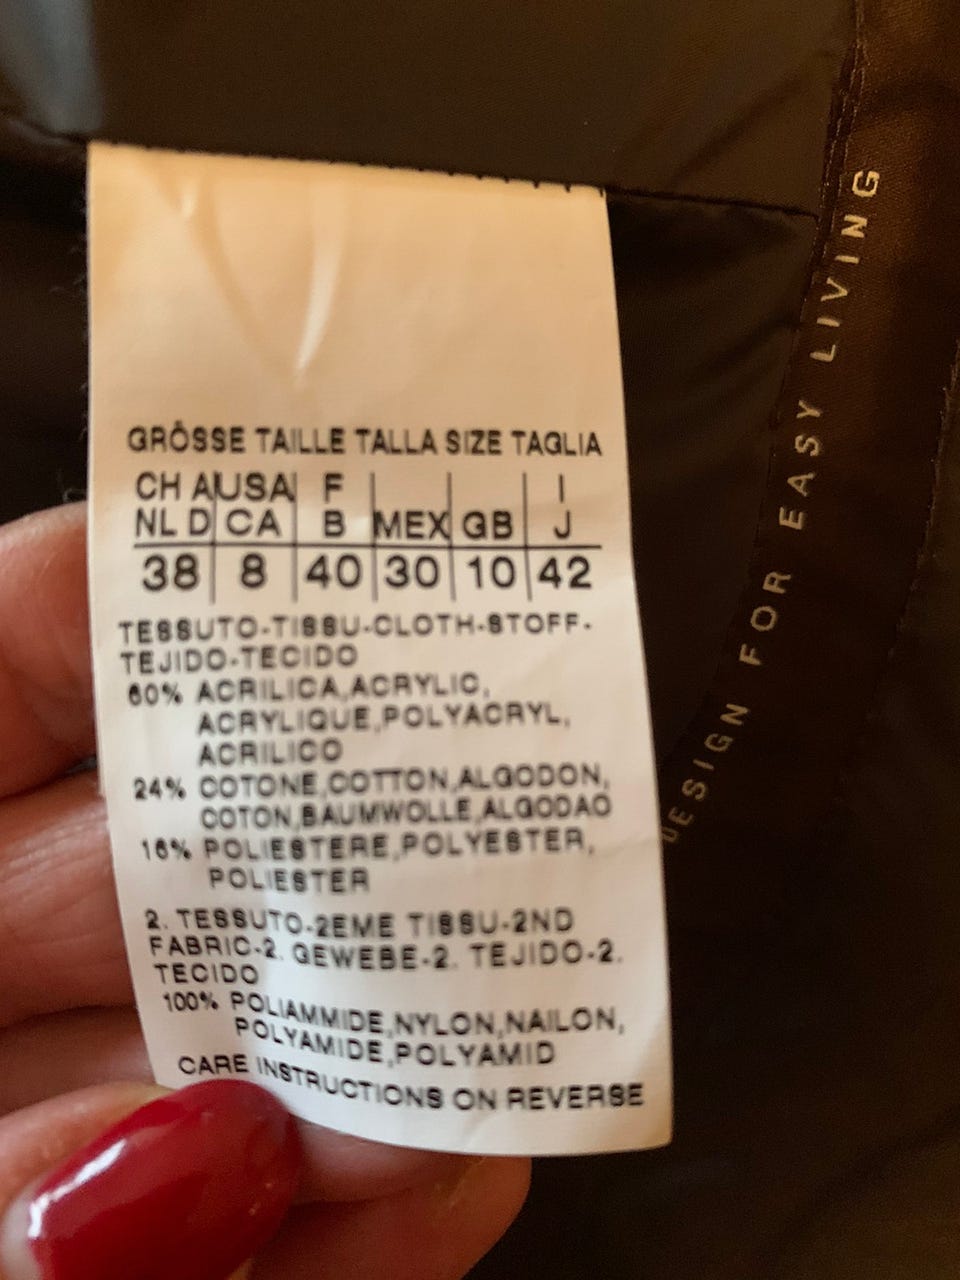 GRÖSSE TAILLE TALLA SIZE TAGLIA
CH A USA F I
NL D CA B MEX GB J
38 8 40 30 10 42
TESSUTO-TISSU-CLOTH-STOFF-
TEJIDO-TECIDO
60% ACRILICA,ACRYLIC,
ACRYLIQUE,POLYACRYL,
ACRILICO
24% COTONE,COTTON,ALGODON,
COTON,BAUMWOLLE,ALGODAO
16% POLIESTERE,POLYESTER,
POLIESTER
2. TESSUTO-2EME TISSU-2ND
FABRIC-2. GEWEBE-2. TEJIDO-2.
TECIDO
100% POLIAMMIDE,NYLON,NAILON,
POLYAMIDE,POLYAMID
CARE INSTRUCTIONS ON REVERSE
DESIGN FOR EASY LIVING